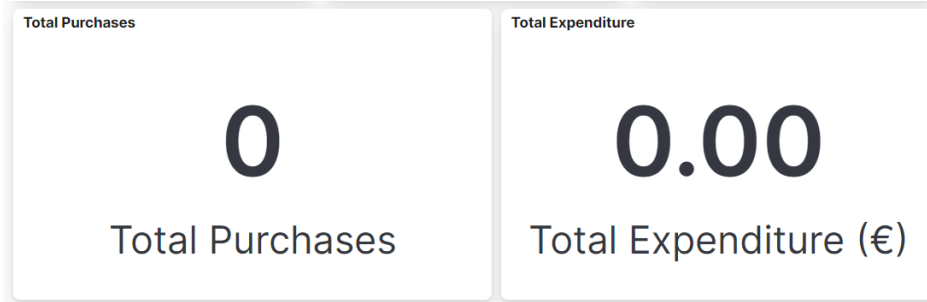 Total Purchases
Total Expenditure
0
0.00
Total Purchases
Total Expenditure (€)